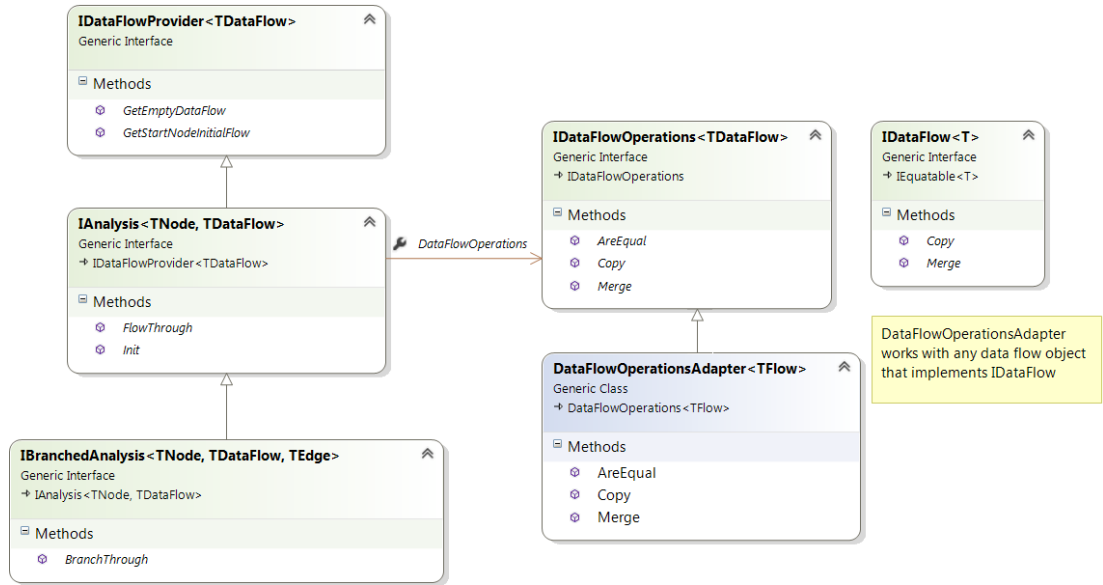 IDataFlowProvider<TDataFlow>
Generic Interface
Methods
GetEmptyDataFlow
GetStartNodeInitialFlow
IAnalysis<TNode, TDataFlow>
Generic Interface
IDataFlowProvider<TDataFlow>
Methods
FlowThrough
Init
IBranchedAnalysis<TNode, TDataFlow, TEdge>
Generic Interface
IAnalysis<TNode, TDataFlow>
Methods
BranchThrough
DataFlowOperations
IDataFlowOperations<TDataFlow>
Generic Interface
IDataFlowOperations
Methods
AreEqual
Copy
Merge
DataFlowOperationsAdapter<TFlow>
Generic Class
DataFlowOperations<TFlow>
Methods
AreEqual
Copy
Merge
IDataFlow<T>
Generic Interface
IEquatable<T>
Methods
Copy
Merge
DataFlowOperationsAdapter
works with any data flow object
that implements IDataFlow